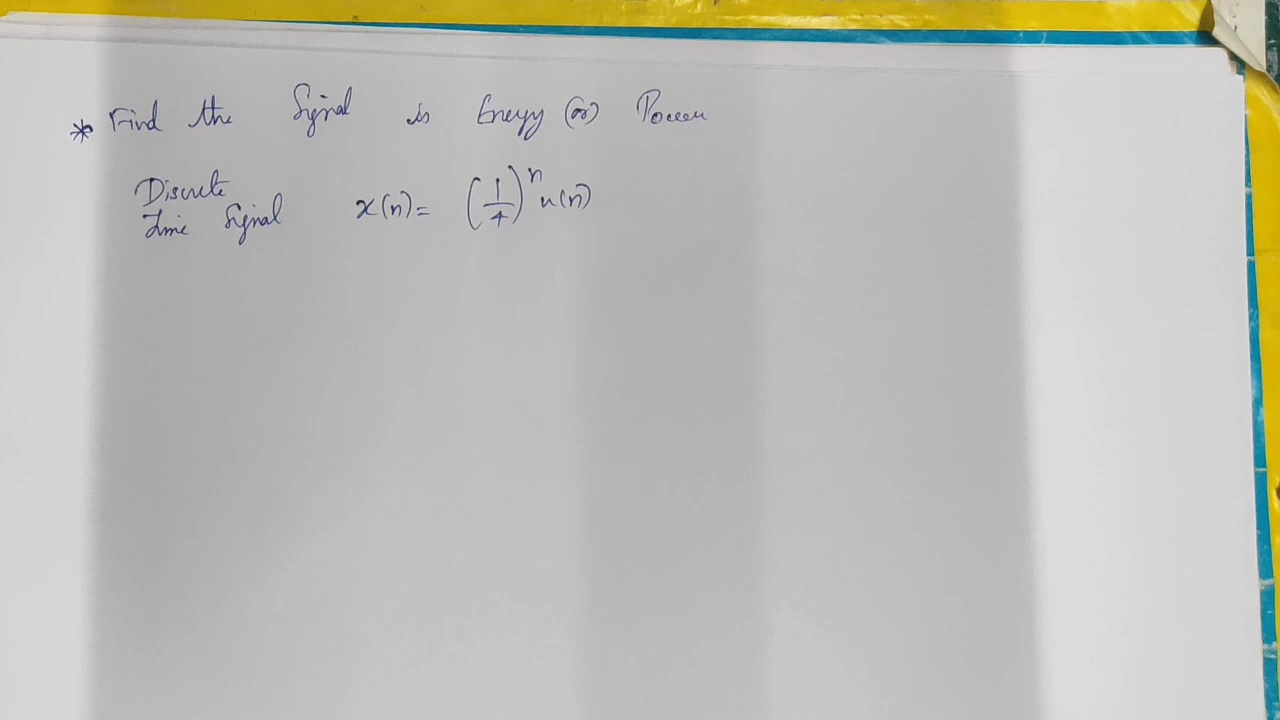 * Find the Signal is Energy (or) Power
Discrete
Time Signal x(n) = (1/4)^n u(n)